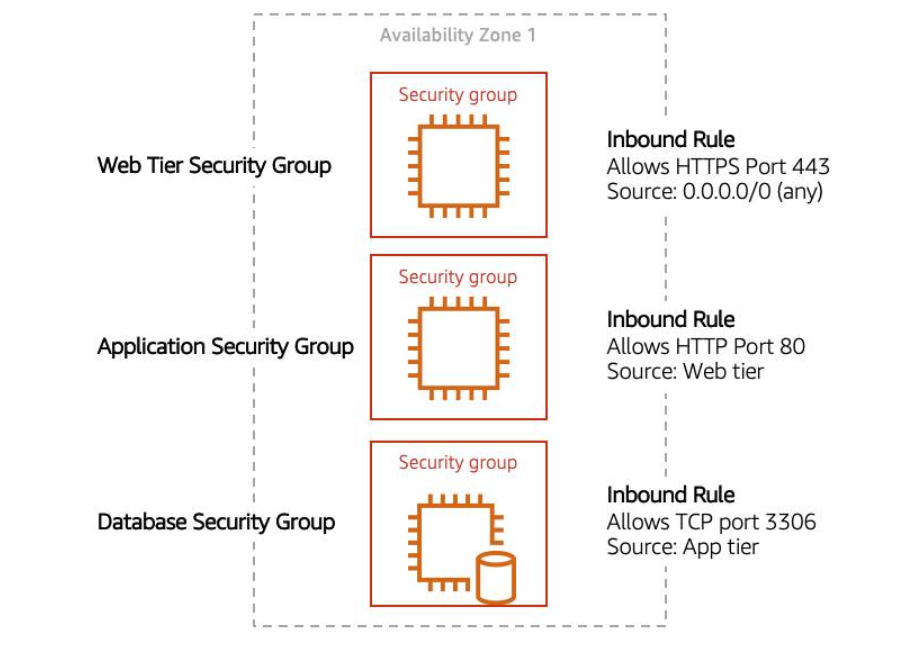 Availability Zone 1
Security group
Web Tier Security Group
Inbound Rule
Allows HTTPS Port 443
Source: 0.0.0.0/0 (any)
Security group
Application Security Group
Inbound Rule
Allows HTTP Port 80
Source: Web tier
Security group
Database Security Group
Inbound Rule
Allows TCP port 3306
Source: App tier